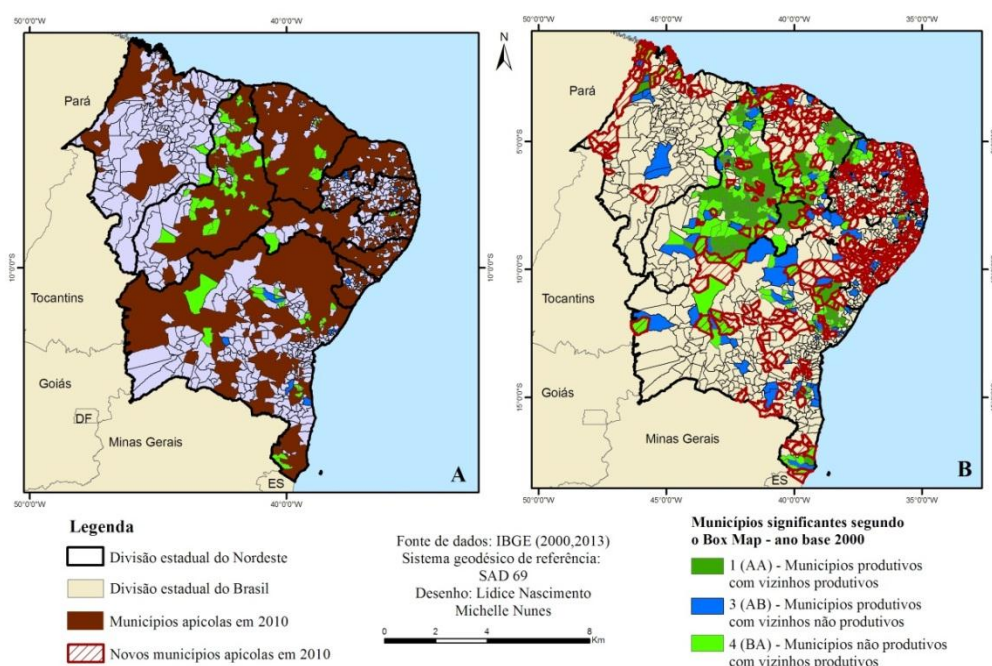 50°0'0"W
40°0'0"W
Pará
Tocantins
Goiás
DF
Minas Gerais
ES
A
10°0'0"S
50°0'0"W
40°0'0"W
N
50°0'0"W
45°0'0"W
40°0'0"W
35°0'0"W
Pará
Tocantins
Goiás
DF
Minas Gerais
ES
B
5°0'0"S
10°0'0"S
15°0'0"S
50°0'0"W
45°0'0"W
40°0'0"W
35°0'0"W
Legenda
Divisão estadual do Nordeste
Divisão estadual do Brasil
Municípios apícolas em 2010
Novos municipios apícolas em 2010
Fonte de dados: IBGE (2000,2013)
Sistema geodésico de referência:
SAD 69
Desenho: Lidice Nascimento
Michelle Nunes
0 2 4 8
Km
Municípios significantes segundo
o Box Map - ano base 2000
1 (AA) - Municipios produtivos
com vizinhos produtivos
3 (AB) - Municípios produtivos
com vizinhos não produtivos
4 (BA) - Municípios não produtivos
com vizinhos produtivos